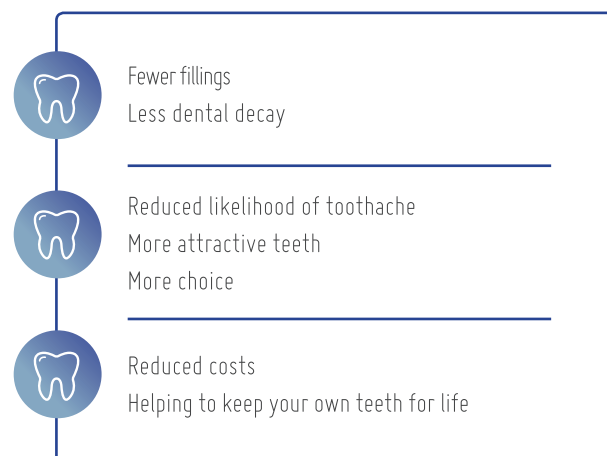 Fewer fillings
Less dental decay
Reduced likelihood of toothache
More attractive teeth
More choice
Reduced costs
Helping to keep your own teeth for life